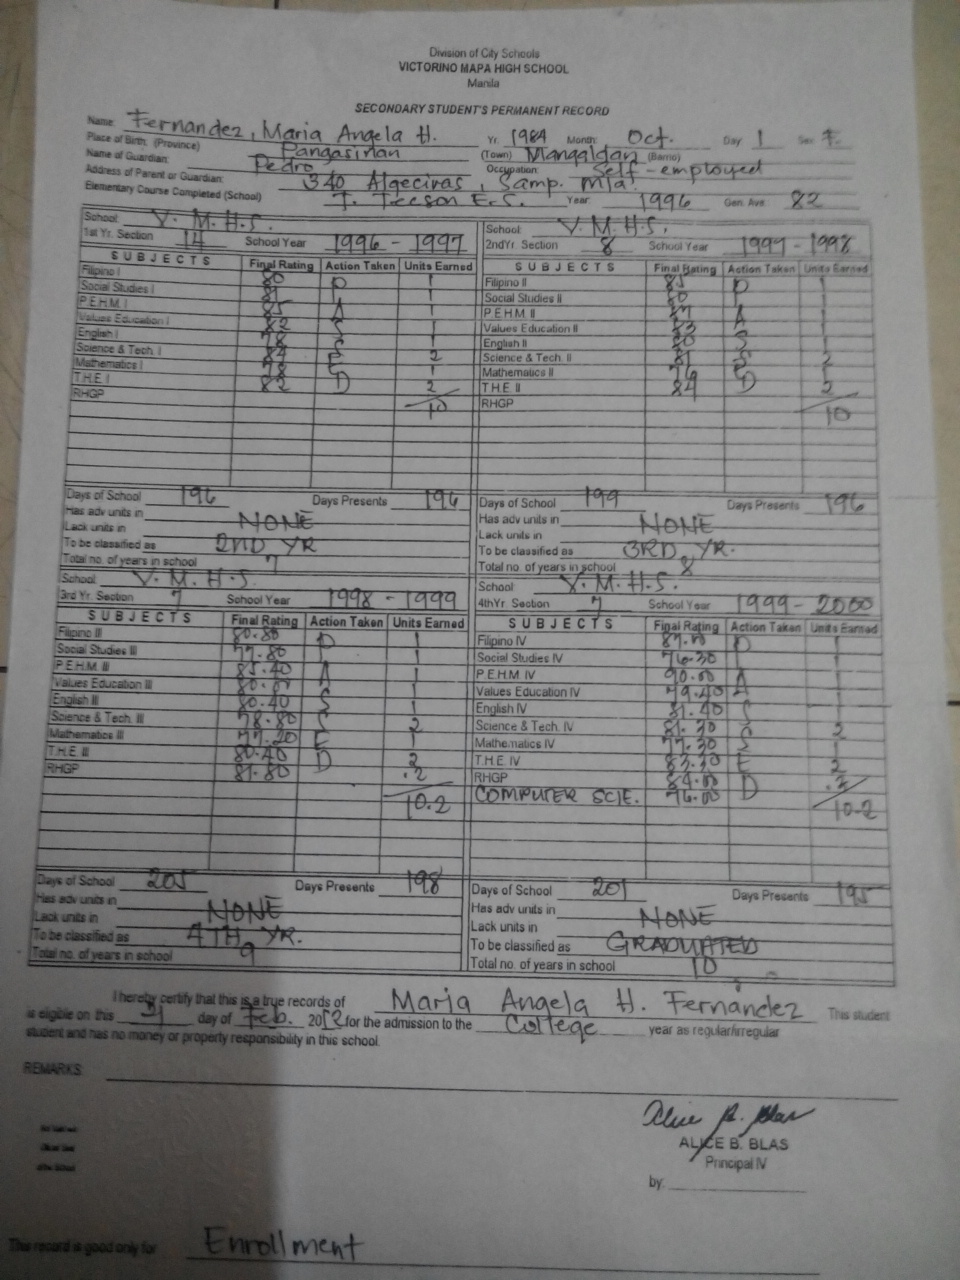 Division of City Schools
VICTORINO MAPA HIGH SCHOOL
Manila
SECONDARY STUDENT'S PERMANENT RECORD
Name: Fernandez, Maria Angela H. Yr. 1984 Month: Oct. Day 1 Sex: F.
Place of Birth: (Province) Pangasinan (Town) Mangaldan (Barrio)
Name of Guardian: Pedro Occupation: Self-employed
Address of Parent or Guardian: 340 Algeciras, Samp. Mla.
Elementary Course Completed (School) T. Tecson E.S. Year 1996 Gen. Ave. 82
School: V. M. H. S.
1st Yr. Section 14 School Year 1996 - 1997
SUBJECTS Final Rating Action Taken Units Earned
Filipino I 80 P 1
Social Studies I 1
P.E.H.M. I 85 A 1
Values Education I 82 S 1
English I 78 S 1
Science & Tech. I 84 E 2
Mathematics I 78 1
T.H.E. I 82 D 2
RHGP 10
School: V. M. H. S.
2ndYr. Section 8 School Year 1997 - 1998
SUBJECTS Final Rating Action Taken Units Earned
Filipino II 85 P 1
Social Studies II 80 1
P.E.H.M. II 87 A 1
Values Education II 83 S 1
English II 80 S 1
Science & Tech. II 81 E 2
Mathematics II 76 1
T.H.E. II 84 D 2
RHGP 10
Days of School 196 Days Presents 196
Has adv units in
Lack units in NONE
To be classified as 2ND YR
Total no. of years in school 7
Days of School 199 Days Presents 196
Has adv units in
Lack units in NONE
To be classified as 3RD YR.
Total no. of years in school 8
School: V. M. H. S.
3rd Yr. Section 7 School Year 1998 - 1999
SUBJECTS Final Rating Action Taken Units Earned
Filipino III 80.80 P 1
Social Studies III 77.80 1
P.E.H.M. III 85.40 A 1
Values Education III 80.00 S 1
English III 80.40 S 1
Science & Tech. III 78.80 S 2
Mathematics III 77.20 E 1
T.H.E. III 80.40 D 2
RHGP 81.80 .2
10.2
School: V. M. H. S.
4thYr. Section 7 School Year 1999 - 2000
SUBJECTS Final Rating Action Taken Units Earned
Filipino IV P 1
Social Studies IV 76.30 1
P.E.H.M IV 90.00 A 1
Values Education IV 79.40 1
English IV 81.40 S 1
Science & Tech. IV 81.30 S 2
Mathematics IV 77.30 S 1
T.H.E. IV 83.30 E 2
RHGP 84.00
COMPUTER SCIE. 76.00 D
10.2
Days of School 205 Days Presents 198
Has adv units in
Lack units in NONE
To be classified as 4TH YR.
Total no. of years in school 9
Days of School 201 Days Presents 195
Has adv units in
Lack units in NONE
To be classified as GRADUATED
Total no. of years in school 10
I hereby certify that this is a true records of Maria Angela H. Fernandez This student
is eligible on this day of Feb. 2012 for the admission to the College year as regular/irregular
student and has no money or property responsibility in this school.
REMARKS:
ALICE B. BLAS
Principal IV
by:
This record is good only for Enrollment